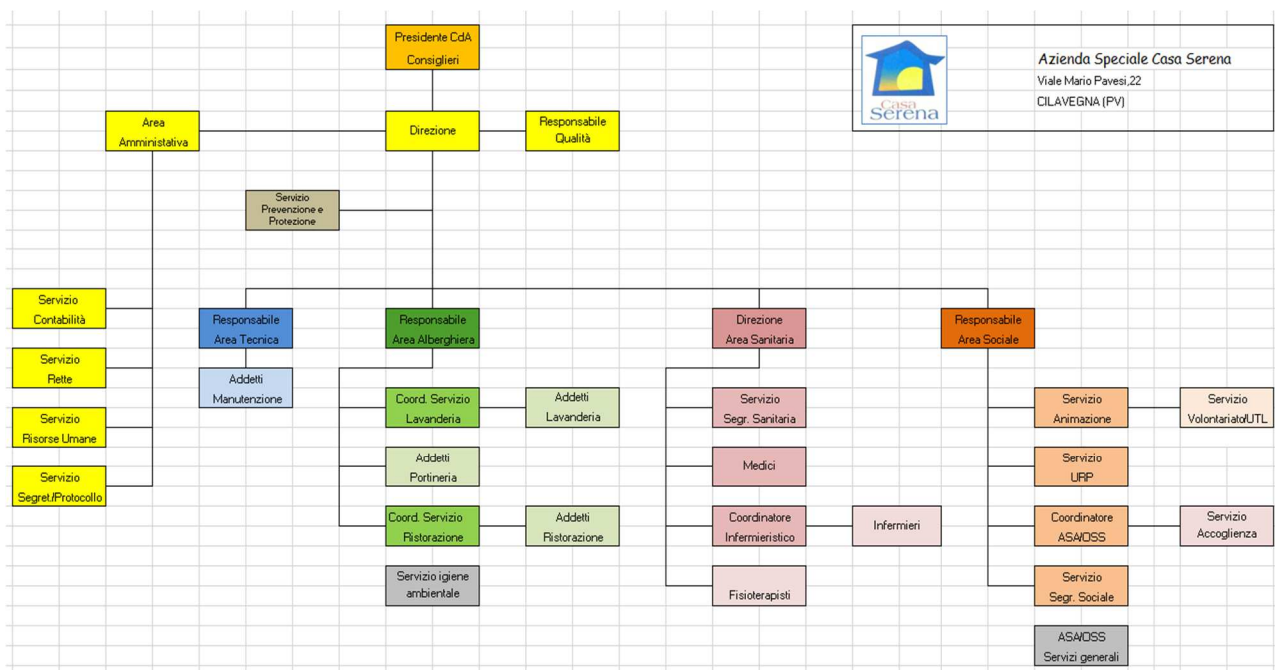 Presidente CdA
Consiglieri
Casa
Serena
Azienda Speciale Casa Serena
Viale Mario Pavesi,22
CILAVEGNA (PV)
Area
Amministativa
Direzione
Responsabile
Qualità
Servizio
Prevenzione e
Protezione
Servizio
Contabilità
Servizio
Rette
Servizio
Risorse Umane
Servizio
Segret./Protocollo
Responsabile
Area Tecnica
Addetti
Manutenzione
Responsabile
Area Alberghiera
Coord. Servizio
Lavanderia
Addetti
Lavanderia
Addetti
Portineria
Coord. Servizio
Ristorazione
Addetti
Ristorazione
Servizio igiene
ambientale
Direzione
Area Sanitaria
Servizio
Segr. Sanitaria
Medici
Coordinatore
Infermieristico
Infermieri
Fisioterapisti
Responsabile
Area Sociale
Servizio
Animazione
Servizio
Volontariato/UTL
Servizio
URP
Coordinatore
ASA/OSS
Servizio
Accoglienza
Servizio
Segr. Sociale
ASA/OSS
Servizi generali